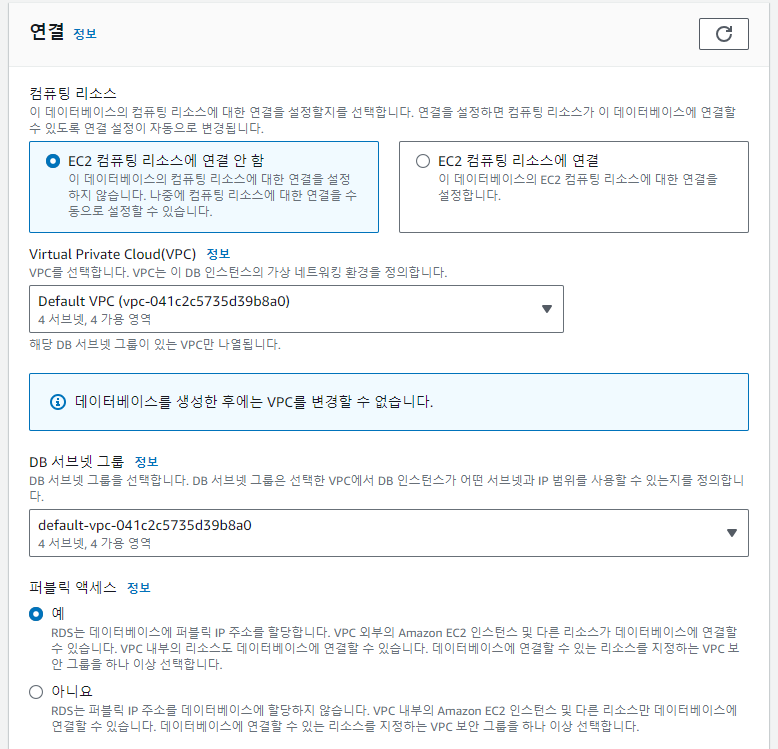 연결 정보
컴퓨팅 리소스
이 데이터베이스의 컴퓨팅 리소스에 대한 연결을 설정할지를 선택합니다. 연결을 설정하면 컴퓨팅 리소스가 이 데이터베이스에 연결할
수 있도록 연결 설정이 자동으로 변경됩니다.
EC2 컴퓨팅 리소스에 연결 안 함
이 데이터베이스의 컴퓨팅 리소스에 대한 연결을 설정
하지 않습니다. 나중에 컴퓨팅 리소스에 대한 연결을 수
동으로 설정할 수 있습니다.
EC2 컴퓨팅 리소스에 연결
이 데이터베이스의 EC2 컴퓨팅 리소스에 대한 연결을
설정합니다.
Virtual Private Cloud(VPC) 정보
VPC를 선택합니다. VPC는 이 DB 인스턴스의 가상 네트워킹 환경을 정의합니다.
Default VPC (vpc-041c2c5735d39b8a0)
4 서브넷, 4 가용 영역
해당 DB 서브넷 그룹이 있는 VPC만 나열됩니다.
데이터베이스를 생성한 후에는 VPC를 변경할 수 없습니다.
DB 서브넷 그룹 정보
DB 서브넷 그룹을 선택합니다. DB 서브넷 그룹은 선택한 VPC에서 DB 인스턴스가 어떤 서브넷과 IP 범위를 사용할 수 있는지를 정의합니
다.
default-vpc-041c2c5735d39b8a0
4 서브넷, 4 가용 영역
퍼블릭 액세스 정보
예
RDS는 데이터베이스에 퍼블릭 IP 주소를 할당합니다. VPC 외부의 Amazon EC2 인스턴스 및 다른 리소스가 데이터베이스에 연결할
수 있습니다. VPC 내부의 리소스도 데이터베이스에 연결할 수 있습니다. 데이터베이스에 연결할 수 있는 리소스를 지정하는 VPC 보
안 그룹을 하나 이상 선택합니다.
아니요
RDS는 퍼블릭 IP 주소를 데이터베이스에 할당하지 않습니다. VPC 내부의 Amazon EC2 인스턴스 및 다른 리소스만 데이터베이스에
연결할 수 있습니다. 데이터베이스에 연결할 수 있는 리소스를 지정하는 VPC 보안 그룹을 하나 이상 선택합니다.